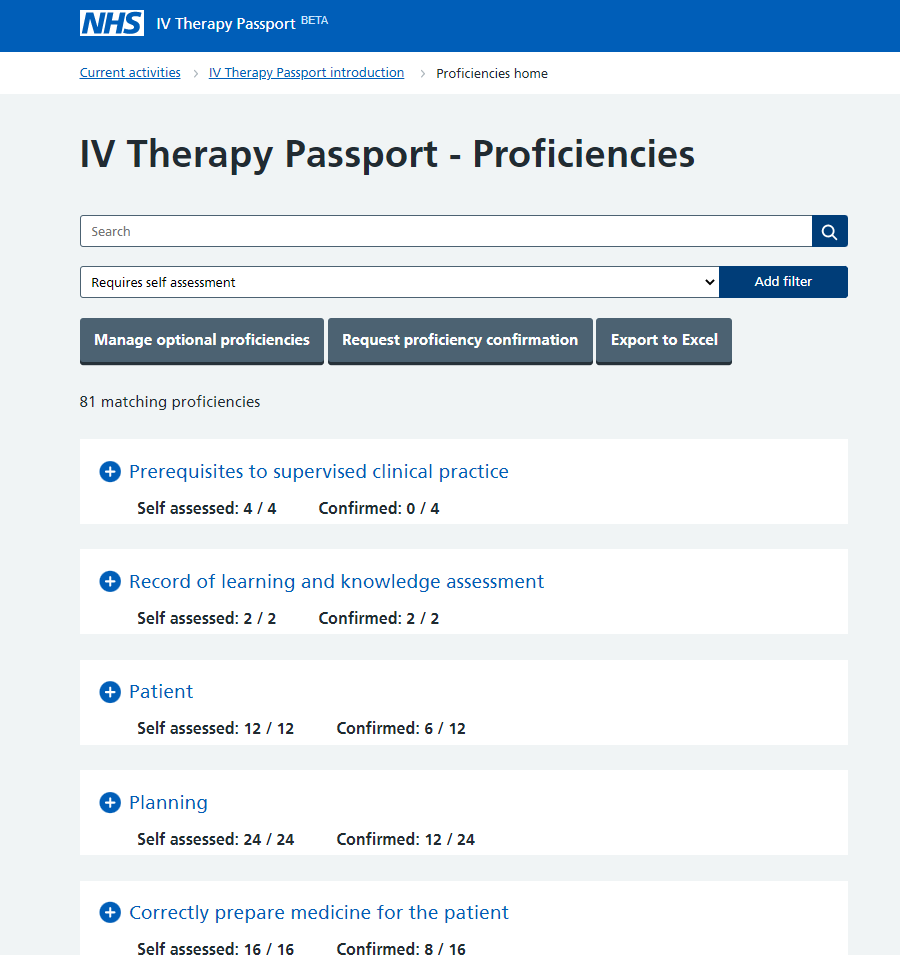 NHS IV Therapy Passport BETA
Current activities > IV Therapy Passport introduction > Proficiencies home
IV Therapy Passport - Proficiencies
Search
Requires self assessment Add filter
Manage optional proficiencies Request proficiency confirmation Export to Excel
81 matching proficiencies
Prerequisites to supervised clinical practice
Self assessed: 4 / 4 Confirmed: 0 / 4
Record of learning and knowledge assessment
Self assessed: 2 / 2 Confirmed: 2 / 2
Patient
Self assessed: 12 / 12 Confirmed: 6 / 12
Planning
Self assessed: 24 / 24 Confirmed: 12 / 24
Correctly prepare medicine for the patient
Self assessed: 16 / 16 Confirmed: 8 / 16